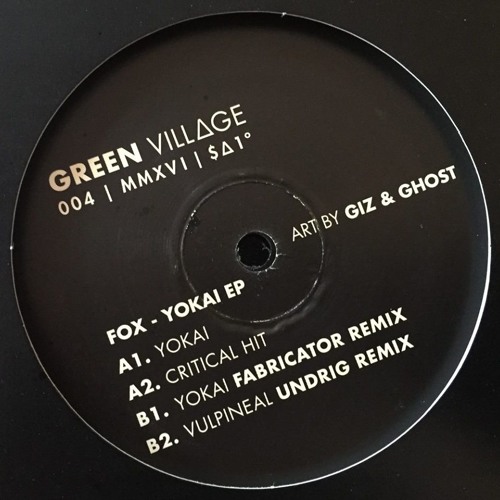 GREEN VILLΔGE
004 | MMXVI | $Δ1°
ART BY GIZ & GHOST
FOX - YOKAI EP
A1. YOKAI
A2. CRITICAL HIT
B1. YOKAI FABRICATOR REMIX
B2. VULPINEAL UNDRIG REMIX